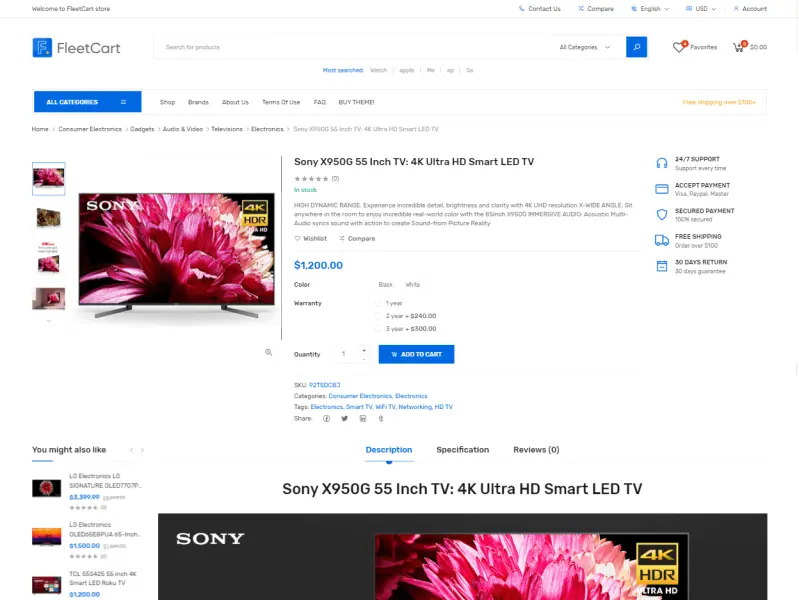 Welcome to FleetCart store
Contact Us
Compare
English
USD
Account
FleetCart
Search for products
All Categories
4
Favorites
0
$0.00
Most searched:
Watch
apple
Mo
ap
Sa
ALL CATEGORIES
Shop
Brands
About Us
Terms Of Use
FAQ
BUY THEME!
Free shipping over $100+
Home > Consumer Electronics > Gadgets > Audio & Video > Televisions > Electronics > Sony X950G 55 Inch TV: 4K Ultra HD Smart LED TV
SONY
4K
HDR
ULTRA HD
Sony X950G 55 Inch TV: 4K Ultra HD Smart LED TV
(0)
In stock
HIGH DYNAMIC RANGE: Experience incredible detail, brightness and clarity with 4K UHD resolution X-WIDE ANGLE: Sit
anywhere in the room to enjoy incredible real-world color with the 85inch X950G IMMERSIVE AUDIO: Acoustic Multi-
Audio syncs sound with action to create Sound-from Picture Reality
Wishlist
Compare
$1,200.00
Color
Black
White
Warranty
1 year
2 year + $240.00
3 year + $300.00
Quantity
1
+
-
ADD TO CART
SKU:
Categories: Consumer Electronics, Electronics
Tags: Electronics, Smart TV, WiFi TV, Networking, HD TV
Share:
24/7 SUPPORT
Support every time
ACCEPT PAYMENT
Visa, Paypal, Master
SECURED PAYMENT
100% secured
FREE SHIPPING
Order over $100
30 DAYS RETURN
30 days guarantee
You might also like
LG Electronics LG
SIGNATURE OLED77G7P...
$3,399.99
(0)
LG Electronics
OLED65E8PUA 65-Inch...
$1,500.00
(0)
TCL 55S425 55 inch 4K
Smart LED Roku TV
$1,200.00
Description
Specification
Reviews (0)
Sony X950G 55 Inch TV: 4K Ultra HD Smart LED TV
SONY
4K
HDR
ULTRA HD